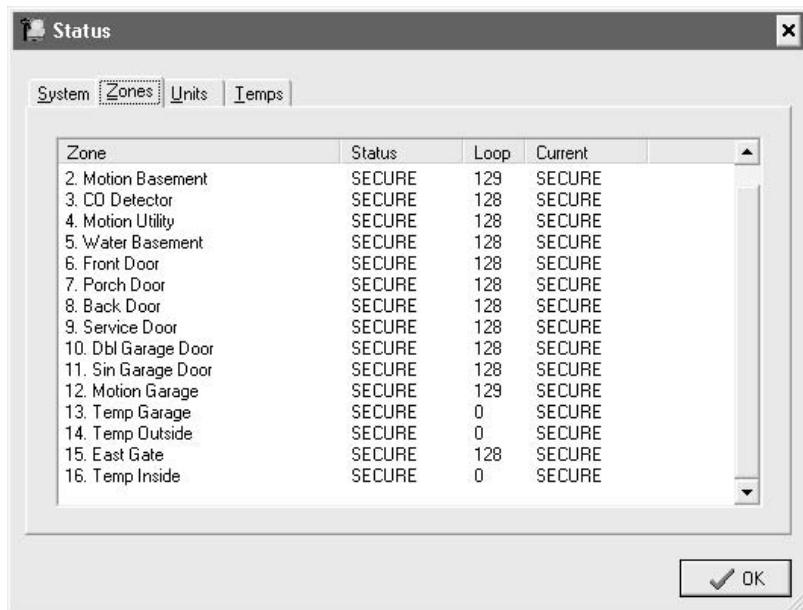 Status
System Zones Units Temps
Zone Status Loop Current
2. Motion Basement SECURE 129 SECURE
3. CO Detector SECURE 128 SECURE
4. Motion Utility SECURE 128 SECURE
5. Water Basement SECURE 128 SECURE
6. Front Door SECURE 128 SECURE
7. Porch Door SECURE 128 SECURE
8. Back Door SECURE 128 SECURE
9. Service Door SECURE 128 SECURE
10. Dbl Garage Door SECURE 128 SECURE
11. Sin Garage Door SECURE 128 SECURE
12. Motion Garage SECURE 129 SECURE
13. Temp Garage SECURE 0 SECURE
14. Temp Outside SECURE 0 SECURE
15. East Gate SECURE 128 SECURE
16. Temp Inside SECURE 0 SECURE
OK